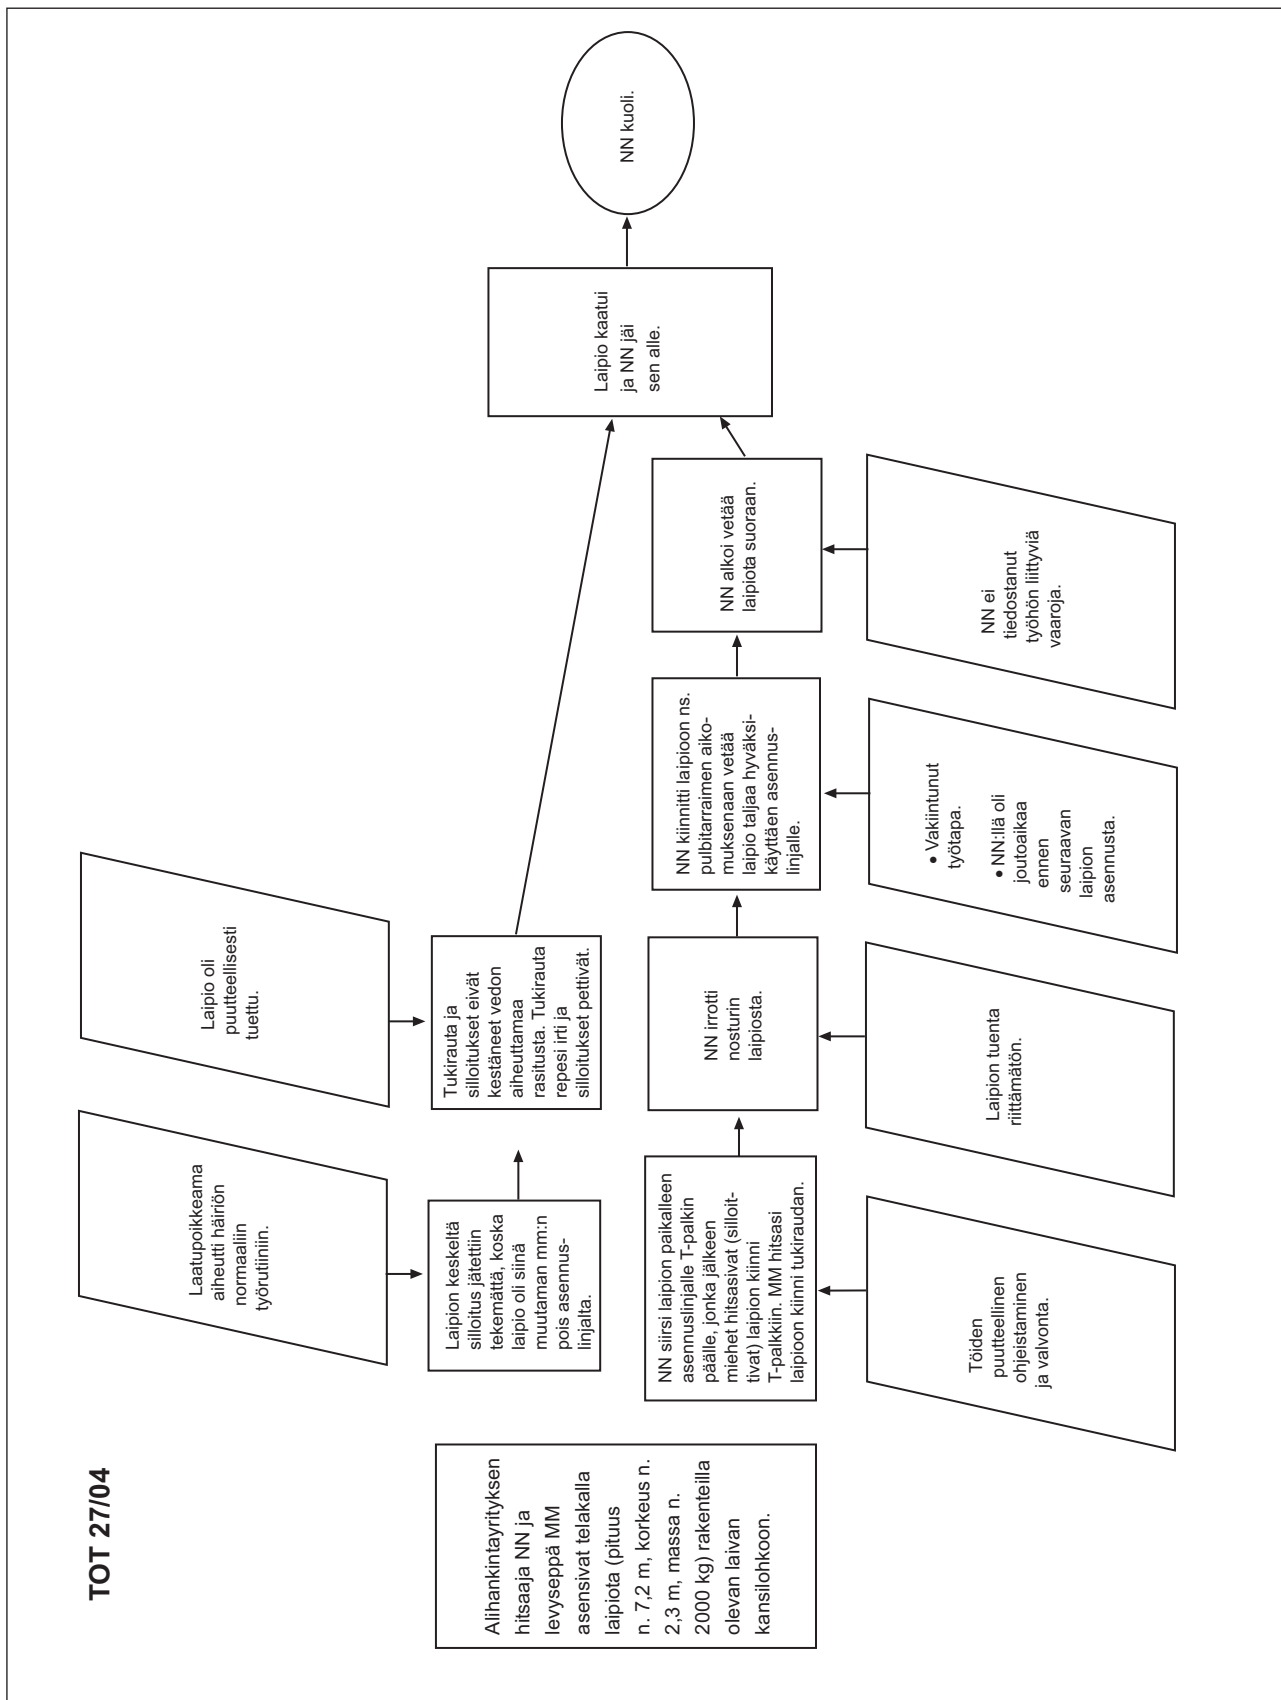 TOT 27/04
Alihankintayrityksen
hitsaaja NN ja
levyseppä MM
asensivat telakalla
laipiota (pituus
n. 7,2 m, korkeus n.
2,3 m, massa n.
2000 kg) rakenteilla
olevan laivan
kansilohkoon.
Laatupoikkeama
aiheutti häiriön
normaaliin
työrutiiniin.
Laipion keskeltä
silloitus jätettiin
tekemättä, koska
laipio oli siinä
muutaman mm:n
pois asennus-
linjalta.
Laipio oli
puutteellisesti
tuettu.
Tukirauta ja
silloitukset eivät
kestäneet vedon
aiheuttamaa
rasitusta. Tukirauta
repesi irti ja
silloitukset pettivät.
NN siirsi laipion paikalleen
asennuslinjalle T-palkin
päälle, jonka jälkeen
miehet hitsasivat (silloit-
tivat) laipion kiinni
T-palkkiin. MM hitsasi
laipioon kiinni tukiraudan.
Töiden
puutteellinen
ohjeistaminen
ja valvonta.
NN irrotti
nosturin
laipiosta.
Laipion tuenta
riittämätön.
NN kiinnitti laipioon ns.
pulbitarraimen aiko-
muksenaan vetää
laipio taljaa hyväksi-
käyttäen asennus-
linjalle.
• Vakiintunut
työtapa.
• NN:llä oli
joutoaikaa
ennen
seuraavan
laipion
asennusta.
NN alkoi vetää
laipiota suoraan.
NN ei
tiedostanut
työhön liittyviä
vaaroja.
Laipio kaatui
ja NN jäi
sen alle.
NN kuoli.